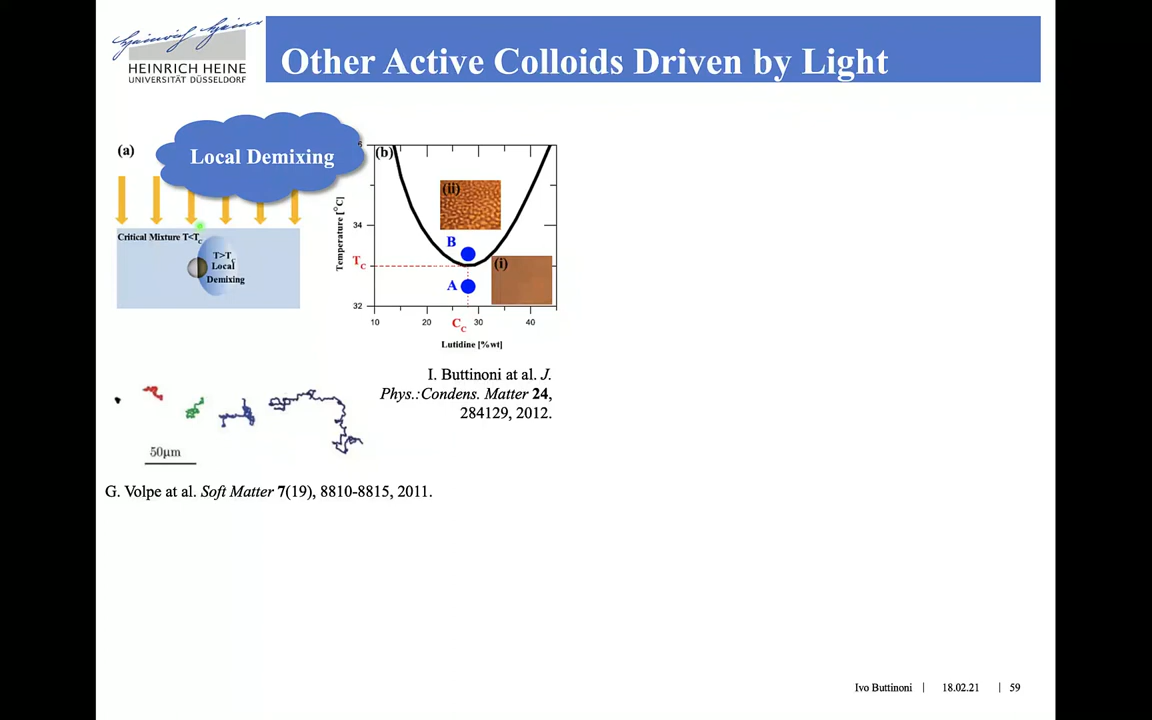 Heinrich Heine
HEINRICH HEINE
UNIVERSITÄT DÜSSELDORF
Other Active Colloids Driven by Light
(a)
Local Demixing
Critical Mixture T<Tc
T>Tc
Local
Demixing
(b)
(ii)
34
B
(i)
Tc
A
32
Temperature [°C]
10 20 30 40
Cc
Lutidine [%wt]
I. Buttinoni at al. J.
Phys.:Condens. Matter 24,
284129, 2012.
50μm
G. Volpe at al. Soft Matter 7(19), 8810-8815, 2011.
Ivo Buttinoni | 18.02.21 | 59